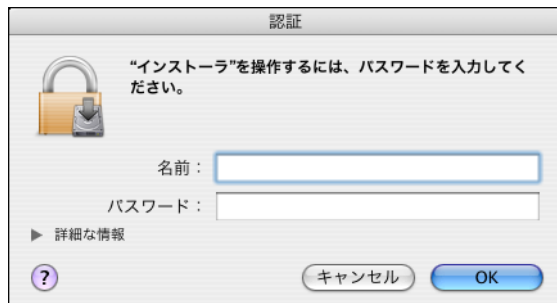 認証
“インストーラ”を操作するには、パスワードを入力してく
ださい。
名前：
パスワード：
詳細な情報
?
キャンセル
OK